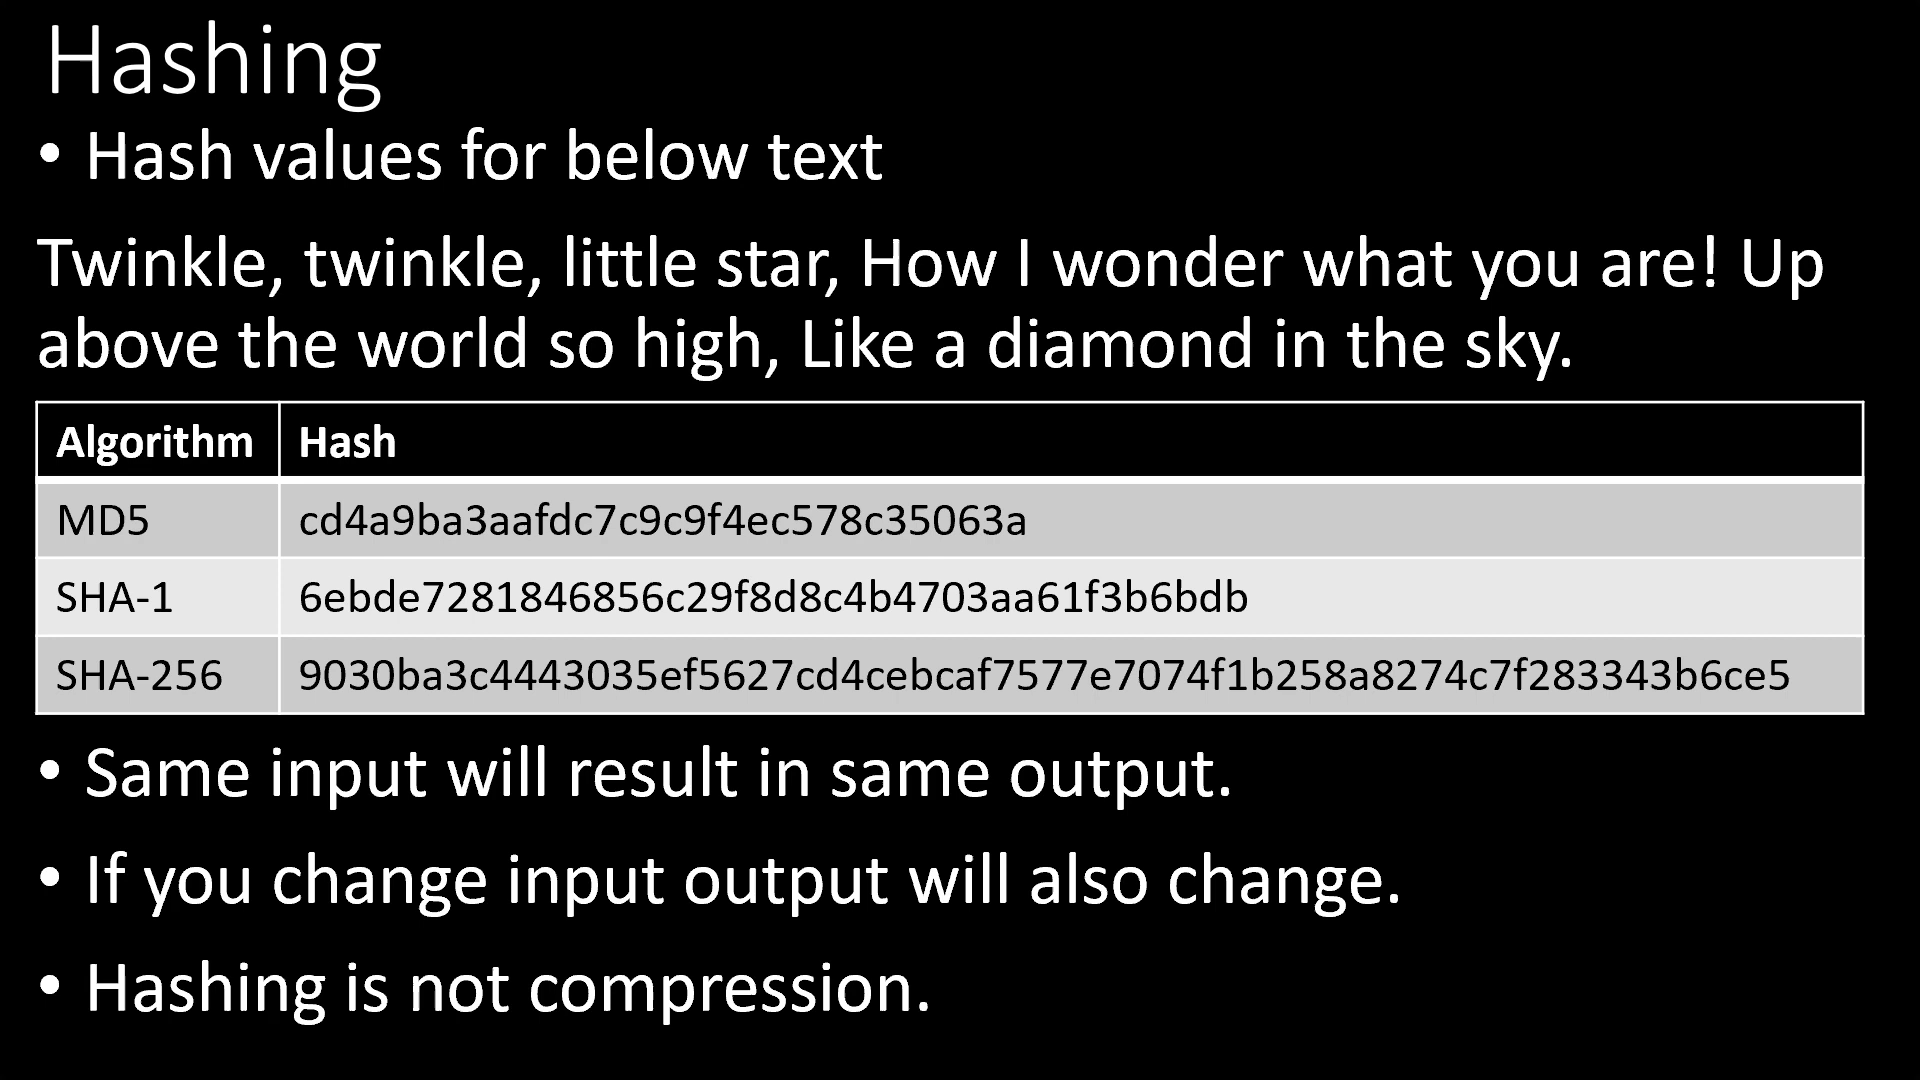 Hashing
• Hash values for below text
Twinkle, twinkle, little star, How I wonder what you are! Up
above the world so high, Like a diamond in the sky.
Algorithm Hash
MD5 cd4a9ba3aafdc7c9c9f4ec578c35063a
SHA-1 6ebde7281846856c29f8d8c4b4703aa61f3b6bdb
SHA-256 9030ba3c4443035ef5627cd4cebcaf7577e7074f1b258a8274c7f283343b6ce5
• Same input will result in same output.
• If you change input output will also change.
• Hashing is not compression.